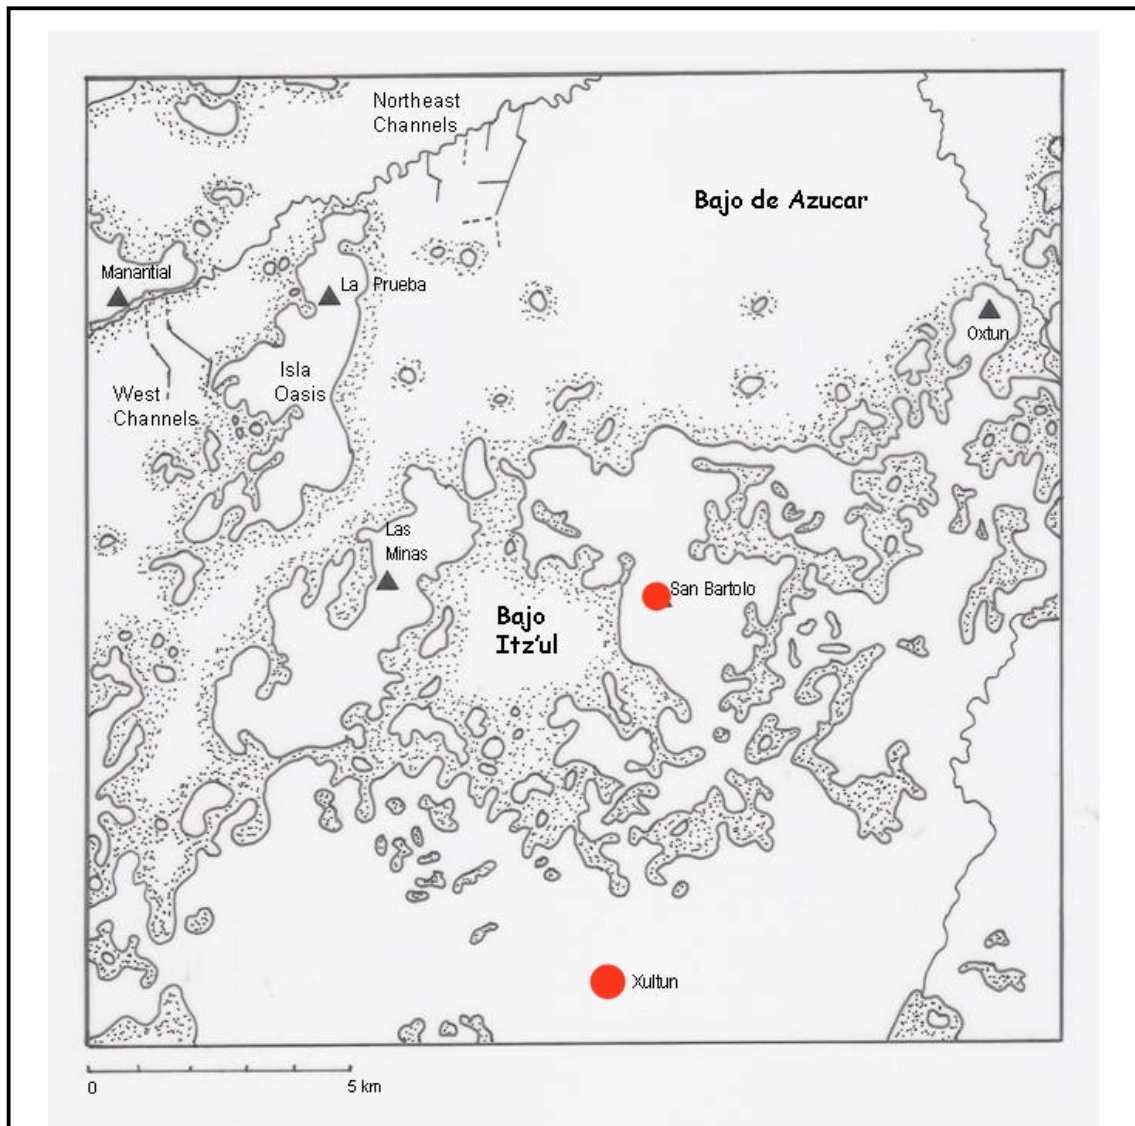 Northeast
Channels
Bajo de Azucar
Manantial
La Prueba
Oxtun
Isla
Oasis
West
Channels
Las
Minas
San Bartolo
Bajo
Itz'ul
Xultun
0 5 km